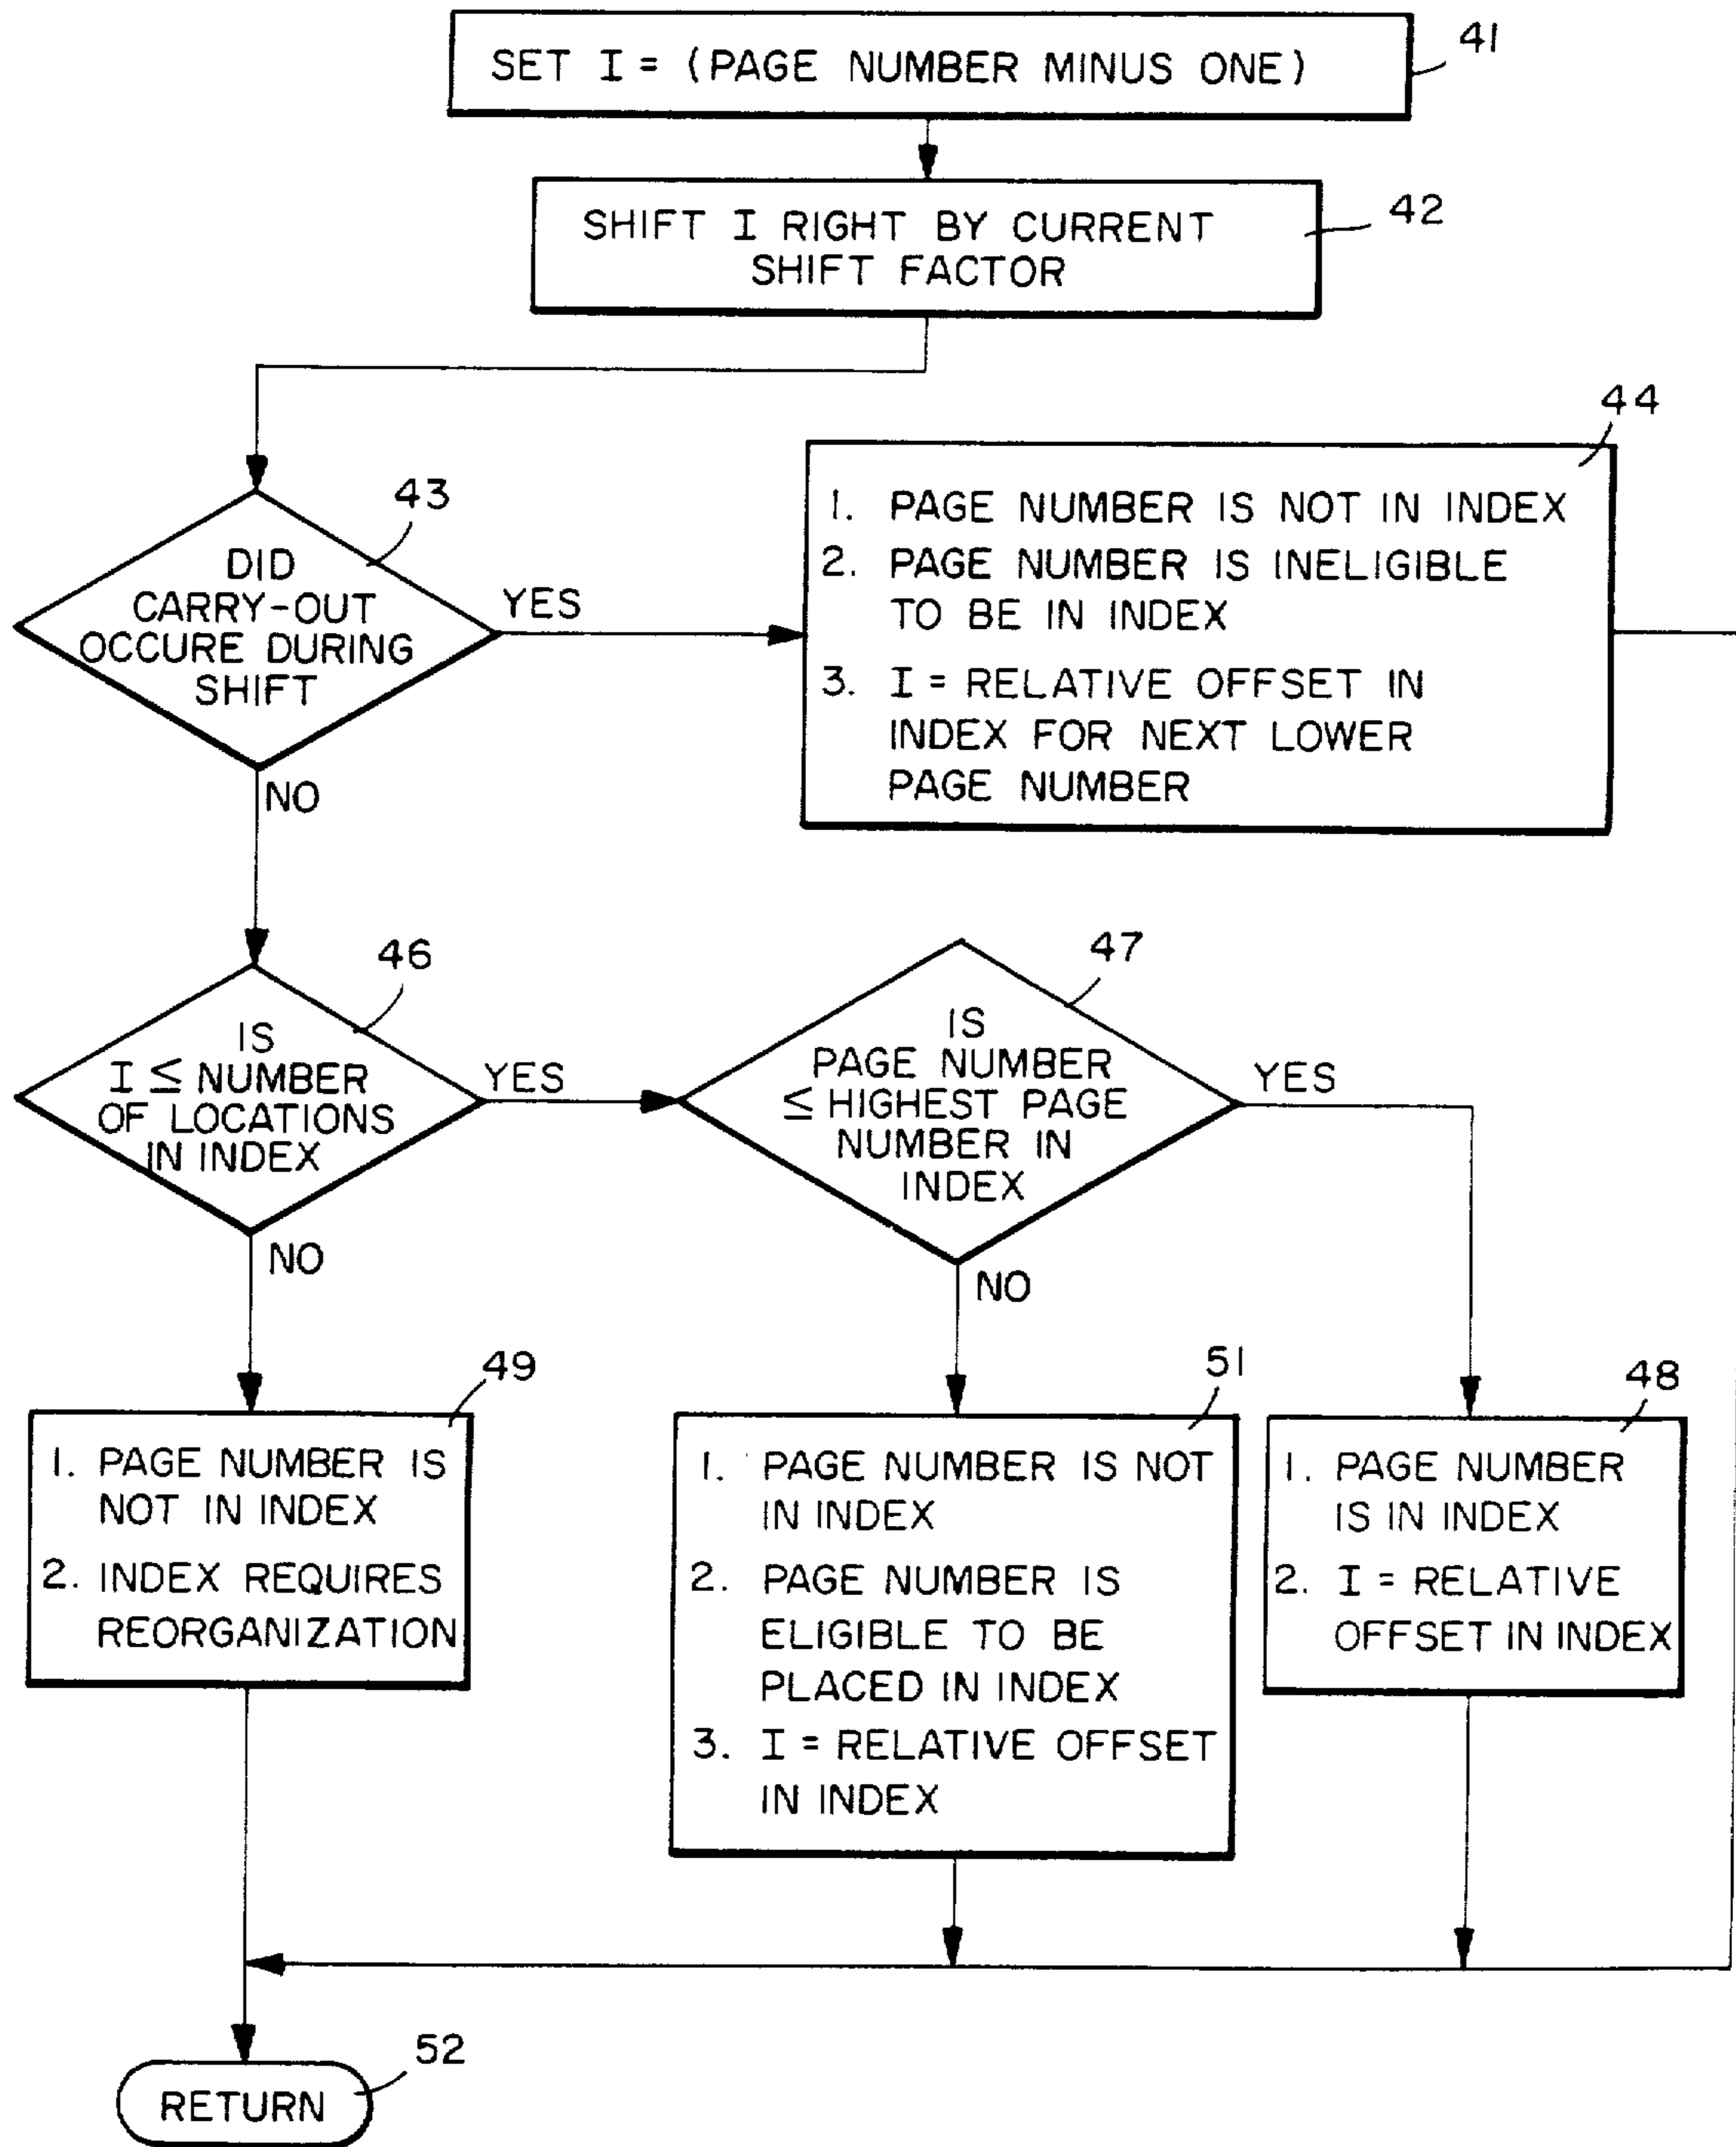 SET I = (PAGE NUMBER MINUS ONE)
41
SHIFT I RIGHT BY CURRENT
SHIFT FACTOR
42
44
1. PAGE NUMBER IS NOT IN INDEX
2. PAGE NUMBER IS INELIGIBLE
TO BE IN INDEX
3. I = RELATIVE OFFSET IN
INDEX FOR NEXT LOWER
PAGE NUMBER
43
DID
CARRY-OUT
OCCURE DURING
SHIFT
YES
NO
46
IS
I ≤ NUMBER
OF LOCATIONS
IN INDEX
YES
NO
47
IS
PAGE NUMBER
≤ HIGHEST PAGE
NUMBER IN
INDEX
YES
NO
49
1. PAGE NUMBER IS
NOT IN INDEX
2. INDEX REQUIRES
REORGANIZATION
51
1. PAGE NUMBER IS NOT
IN INDEX
2. PAGE NUMBER IS
ELIGIBLE TO BE
PLACED IN INDEX
3. I = RELATIVE OFFSET
IN INDEX
48
1. PAGE NUMBER
IS IN INDEX
2. I = RELATIVE
OFFSET IN INDEX
52
RETURN